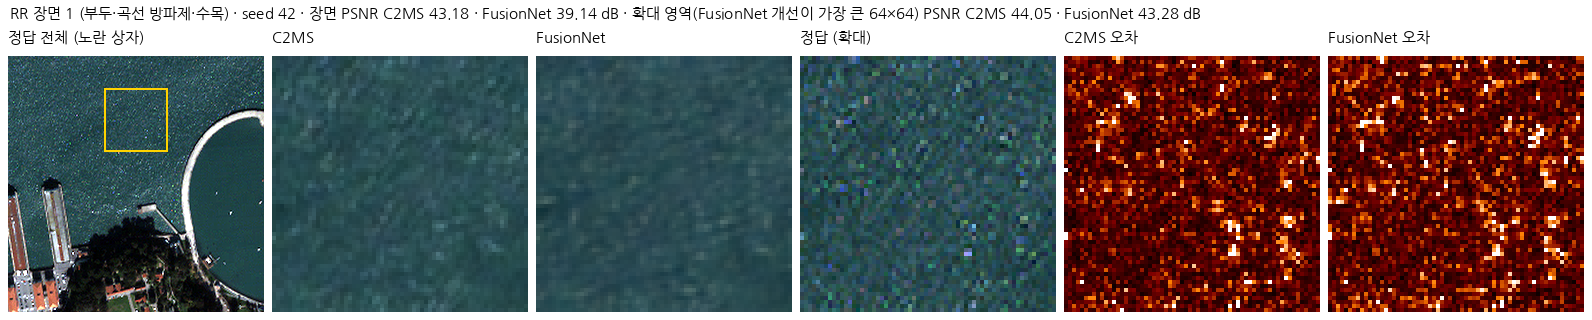 RR 장면 1 (부두·곡선 방파제·수목) · seed 42 · 장면 PSNR C2MS 43.18 · FusionNet 39.14 dB · 확대 영역(FusionNet 개선이 가장 큰 64×64) PSNR C2MS 44.05 · FusionNet 43.28 dB
정답 전체 (노란 상자)
C2MS
FusionNet
정답 (확대)
C2MS 오차
FusionNet 오차